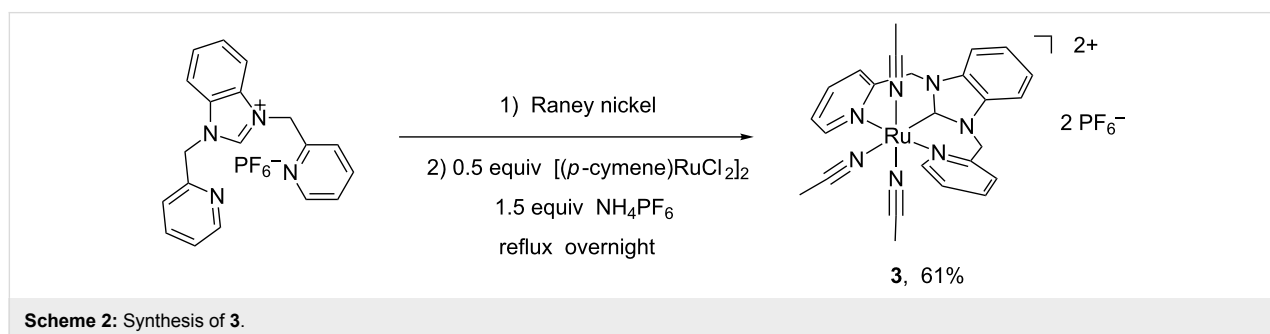 N
N
+
PF6−
N
N
1) Raney nickel
2) 0.5 equiv [(p-cymene)RuCl2]2
1.5 equiv NH4PF6
reflux overnight
2+
N
N
N
N
Ru
N
N
N
2 PF6−
3, 61%
Scheme 2: Synthesis of 3.